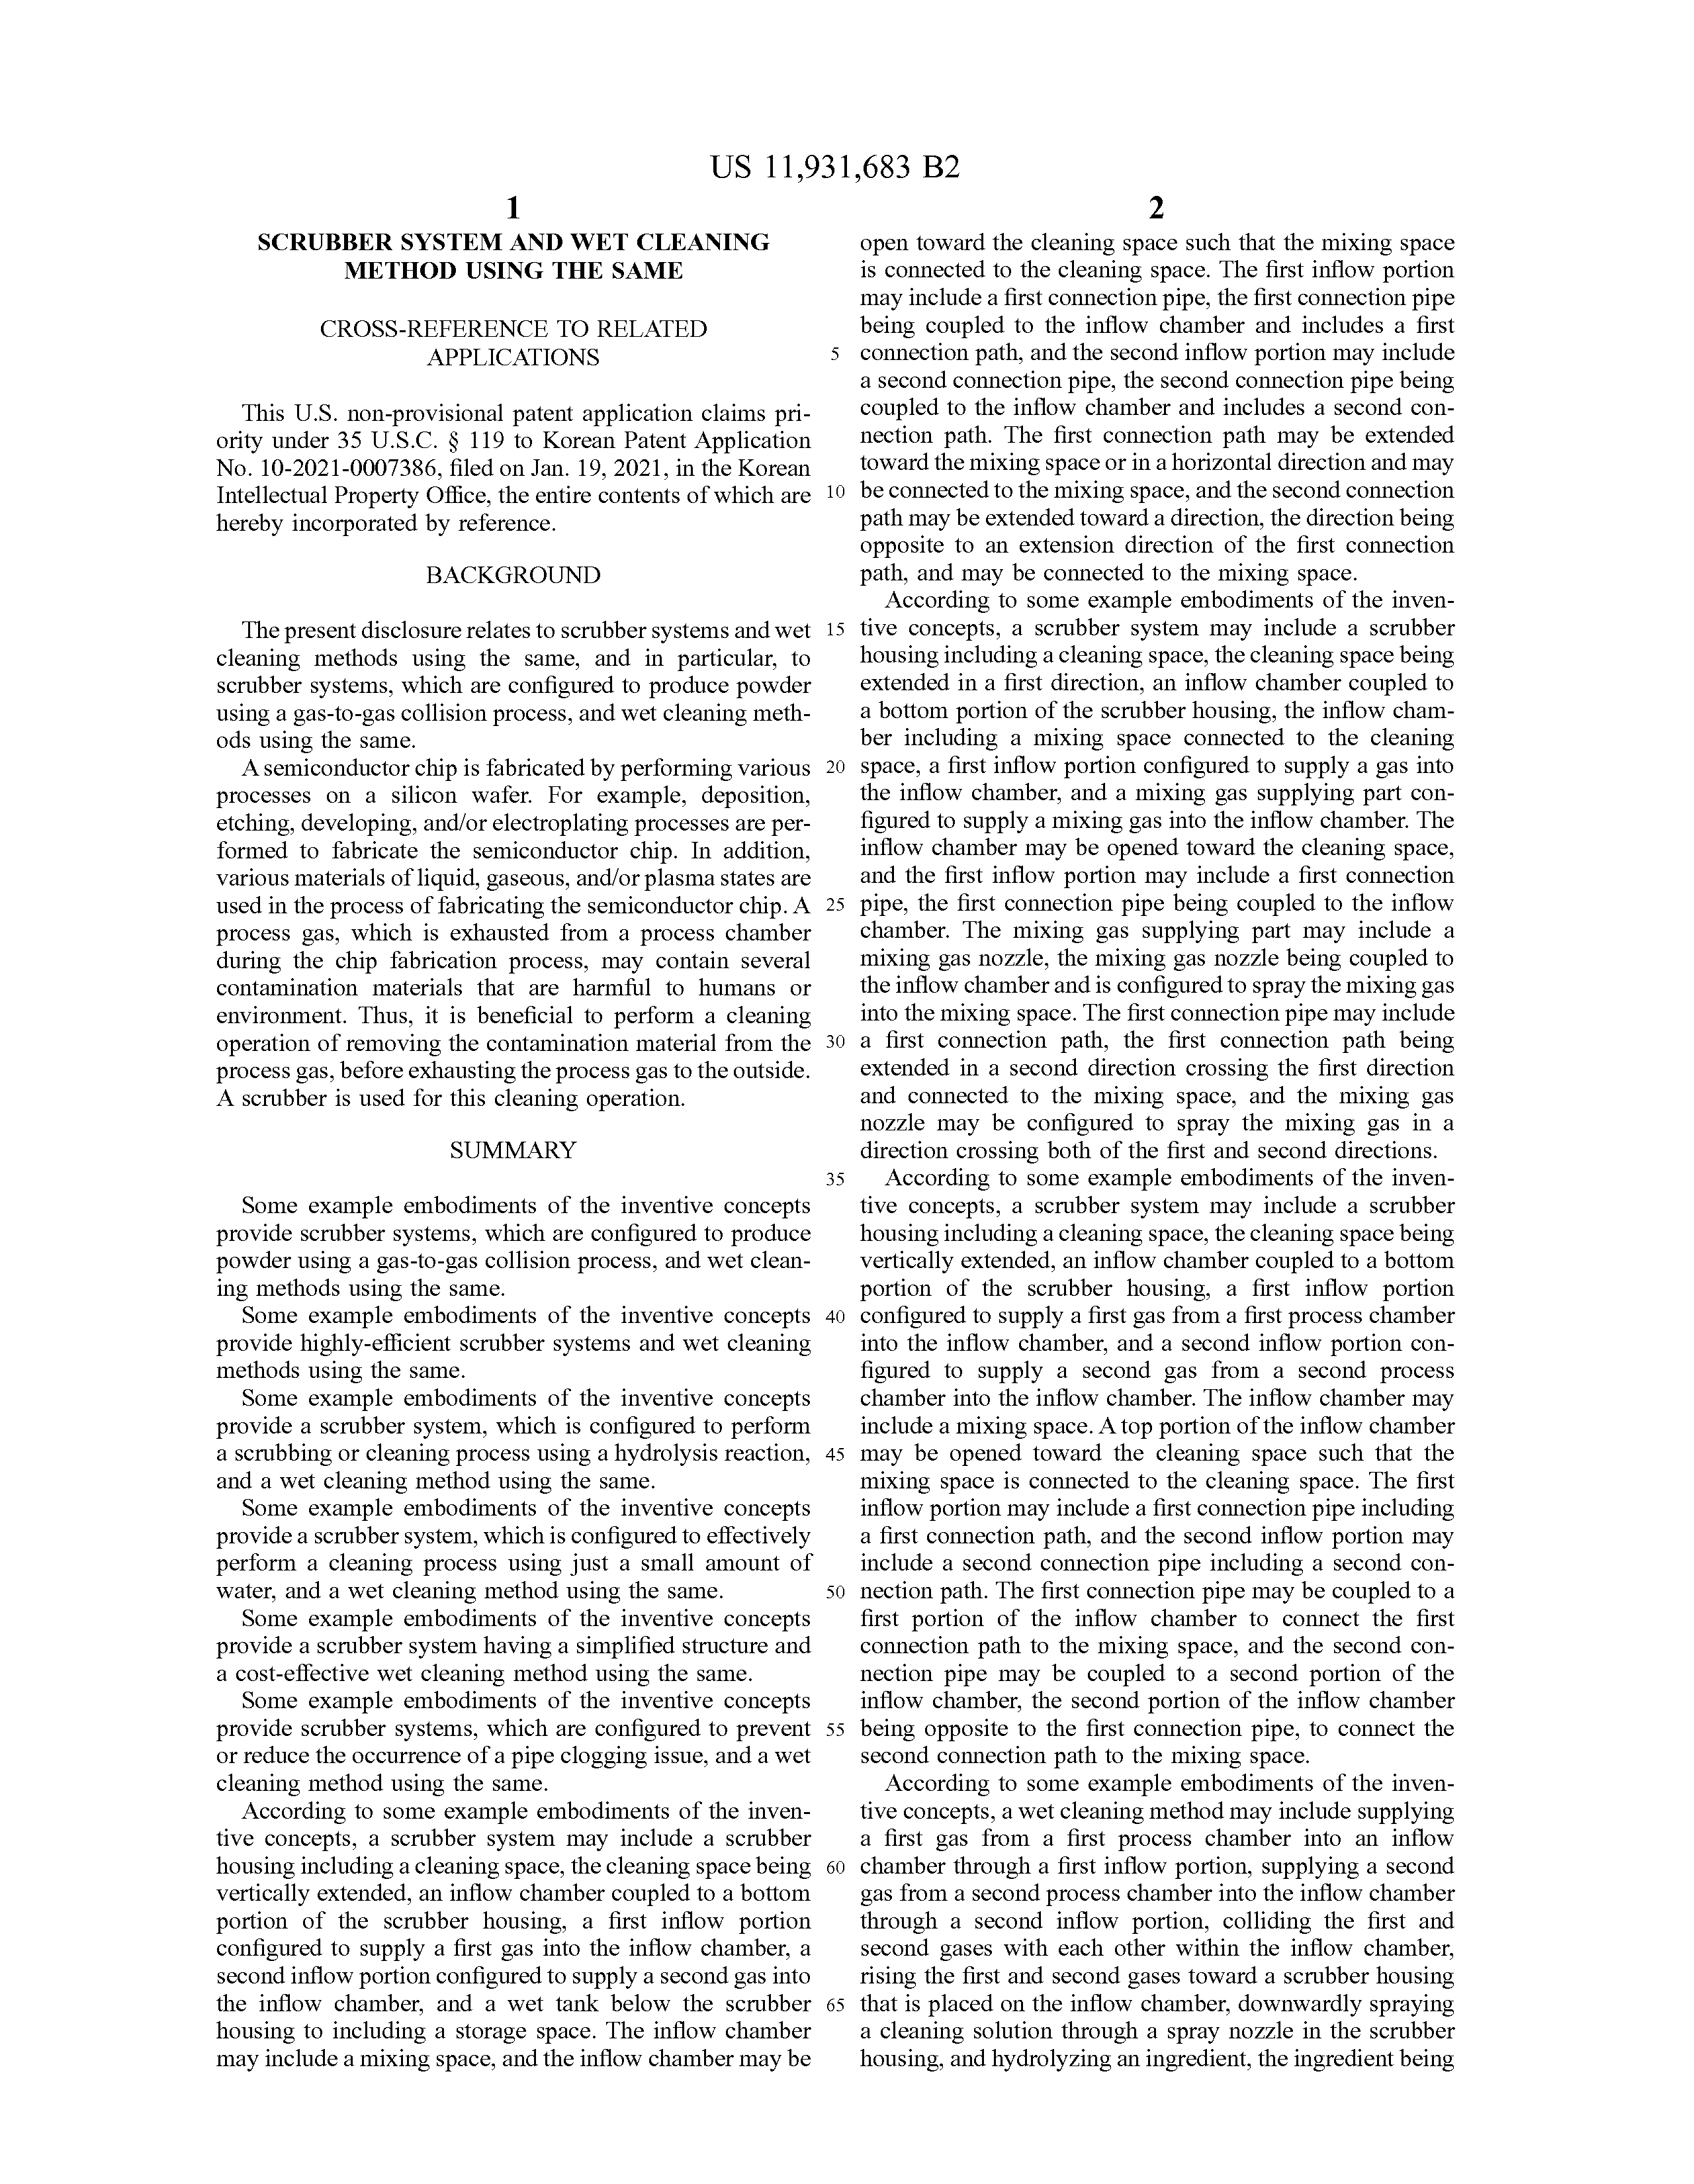 US 11,931,683 B2
1
SCRUBBER SYSTEM AND WET CLEANING
METHOD USING THE SAME
CROSS-REFERENCE TO RELATED
APPLICATIONS
This U.S. non-provisional patent application claims pri-
ority under 35 U.S.C. § 119 to Korean Patent Application
No. 10-2021-0007386, filed on Jan. 19, 2021, in the Korean
Intellectual Property Office, the entire contents of which are
hereby incorporated by reference.
BACKGROUND
The present disclosure relates to scrubber systems and wet
cleaning methods using the same, and in particular, to
scrubber systems, which are configured to produce powder
using a gas-to-gas collision process, and wet cleaning meth-
ods using the same.
A semiconductor chip is fabricated by performing various
processes on a silicon wafer. For example, deposition,
etching, developing, and/or electroplating processes are per-
formed to fabricate the semiconductor chip. In addition,
various materials of liquid, gaseous, and/or plasma states are
used in the process of fabricating the semiconductor chip. A
process gas, which is exhausted from a process chamber
during the chip fabrication process, may contain several
contamination materials that are harmful to humans or
environment. Thus, it is beneficial to perform a cleaning
operation of removing the contamination material from the
process gas, before exhausting the process gas to the outside.
A scrubber is used for this cleaning operation.
SUMMARY
Some example embodiments of the inventive concepts
provide scrubber systems, which are configured to produce
powder using a gas-to-gas collision process, and wet clean-
ing methods using the same.
Some example embodiments of the inventive concepts
provide highly-efficient scrubber systems and wet cleaning
methods using the same.
Some example embodiments of the inventive concepts
provide a scrubber system, which is configured to perform
a scrubbing or cleaning process using a hydrolysis reaction,
and a wet cleaning method using the same.
Some example embodiments of the inventive concepts
provide a scrubber system, which is configured to effectively
perform a cleaning process using just a small amount of
water, and a wet cleaning method using the same.
Some example embodiments of the inventive concepts
provide a scrubber system having a simplified structure and
a cost-effective wet cleaning method using the same.
Some example embodiments of the inventive concepts
provide scrubber systems, which are configured to prevent
or reduce the occurrence of a pipe clogging issue, and a wet
cleaning method using the same.
According to some example embodiments of the inven-
tive concepts, a scrubber system may include a scrubber
housing including a cleaning space, the cleaning space being
vertically extended, an inflow chamber coupled to a bottom
portion of the scrubber housing, a first inflow portion
configured to supply a first gas into the inflow chamber, a
second inflow portion configured to supply a second gas into
the inflow chamber, and a wet tank below the scrubber
housing to including a storage space. The inflow chamber
may include a mixing space, and the inflow chamber may be
2
open toward the cleaning space such that the mixing space
is connected to the cleaning space. The first inflow portion
may include a first connection pipe, the first connection pipe
being coupled to the inflow chamber and includes a first
5 connection path, and the second inflow portion may include
a second connection pipe, the second connection pipe being
coupled to the inflow chamber and includes a second con-
nection path. The first connection path may be extended
toward the mixing space or in a horizontal direction and may
10 be connected to the mixing space, and the second connection
path may be extended toward a direction, the direction being
opposite to an extension direction of the first connection
path, and may be connected to the mixing space.
According to some example embodiments of the inven-
15 tive concepts, a scrubber system may include a scrubber
housing including a cleaning space, the cleaning space being
extended in a first direction, an inflow chamber coupled to
a bottom portion of the scrubber housing, the inflow cham-
ber including a mixing space connected to the cleaning
20 space, a first inflow portion configured to supply a gas into
the inflow chamber, and a mixing gas supplying part con-
figured to supply a mixing gas into the inflow chamber. The
inflow chamber may be opened toward the cleaning space,
and the first inflow portion may include a first connection
25 pipe, the first connection pipe being coupled to the inflow
chamber. The mixing gas supplying part may include a
mixing gas nozzle, the mixing gas nozzle being coupled to
the inflow chamber and is configured to spray the mixing gas
into the mixing space. The first connection pipe may include
30 a first connection path, the first connection path being
extended in a second direction crossing the first direction
and connected to the mixing space, and the mixing gas
nozzle may be configured to spray the mixing gas in a
direction crossing both of the first and second directions.
35 According to some example embodiments of the inven-
tive concepts, a scrubber system may include a scrubber
housing including a cleaning space, the cleaning space being
vertically extended, an inflow chamber coupled to a bottom
portion of the scrubber housing, a first inflow portion
40 configured to supply a first gas from a first process chamber
into the inflow chamber, and a second inflow portion con-
figured to supply a second gas from a second process
chamber into the inflow chamber. The inflow chamber may
include a mixing space. A top portion of the inflow chamber
45 may be opened toward the cleaning space such that the
mixing space is connected to the cleaning space. The first
inflow portion may include a first connection pipe including
a first connection path, and the second inflow portion may
include a second connection pipe including a second con-
50 nection path. The first connection pipe may be coupled to a
first portion of the inflow chamber to connect the first
connection path to the mixing space, and the second con-
nection pipe may be coupled to a second portion of the
inflow chamber, the second portion of the inflow chamber
55 being opposite to the first connection pipe, to connect the
second connection path to the mixing space.
According to some example embodiments of the inven-
tive concepts, a wet cleaning method may include supplying
a first gas from a first process chamber into an inflow
60 chamber through a first inflow portion, supplying a second
gas from a second process chamber into the inflow chamber
through a second inflow portion, colliding the first and
second gases with each other within the inflow chamber,
rising the first and second gases toward a scrubber housing
65 that is placed on the inflow chamber, downwardly spraying
a cleaning solution through a spray nozzle in the scrubber
housing, and hydrolyzing an ingredient, the ingredient being